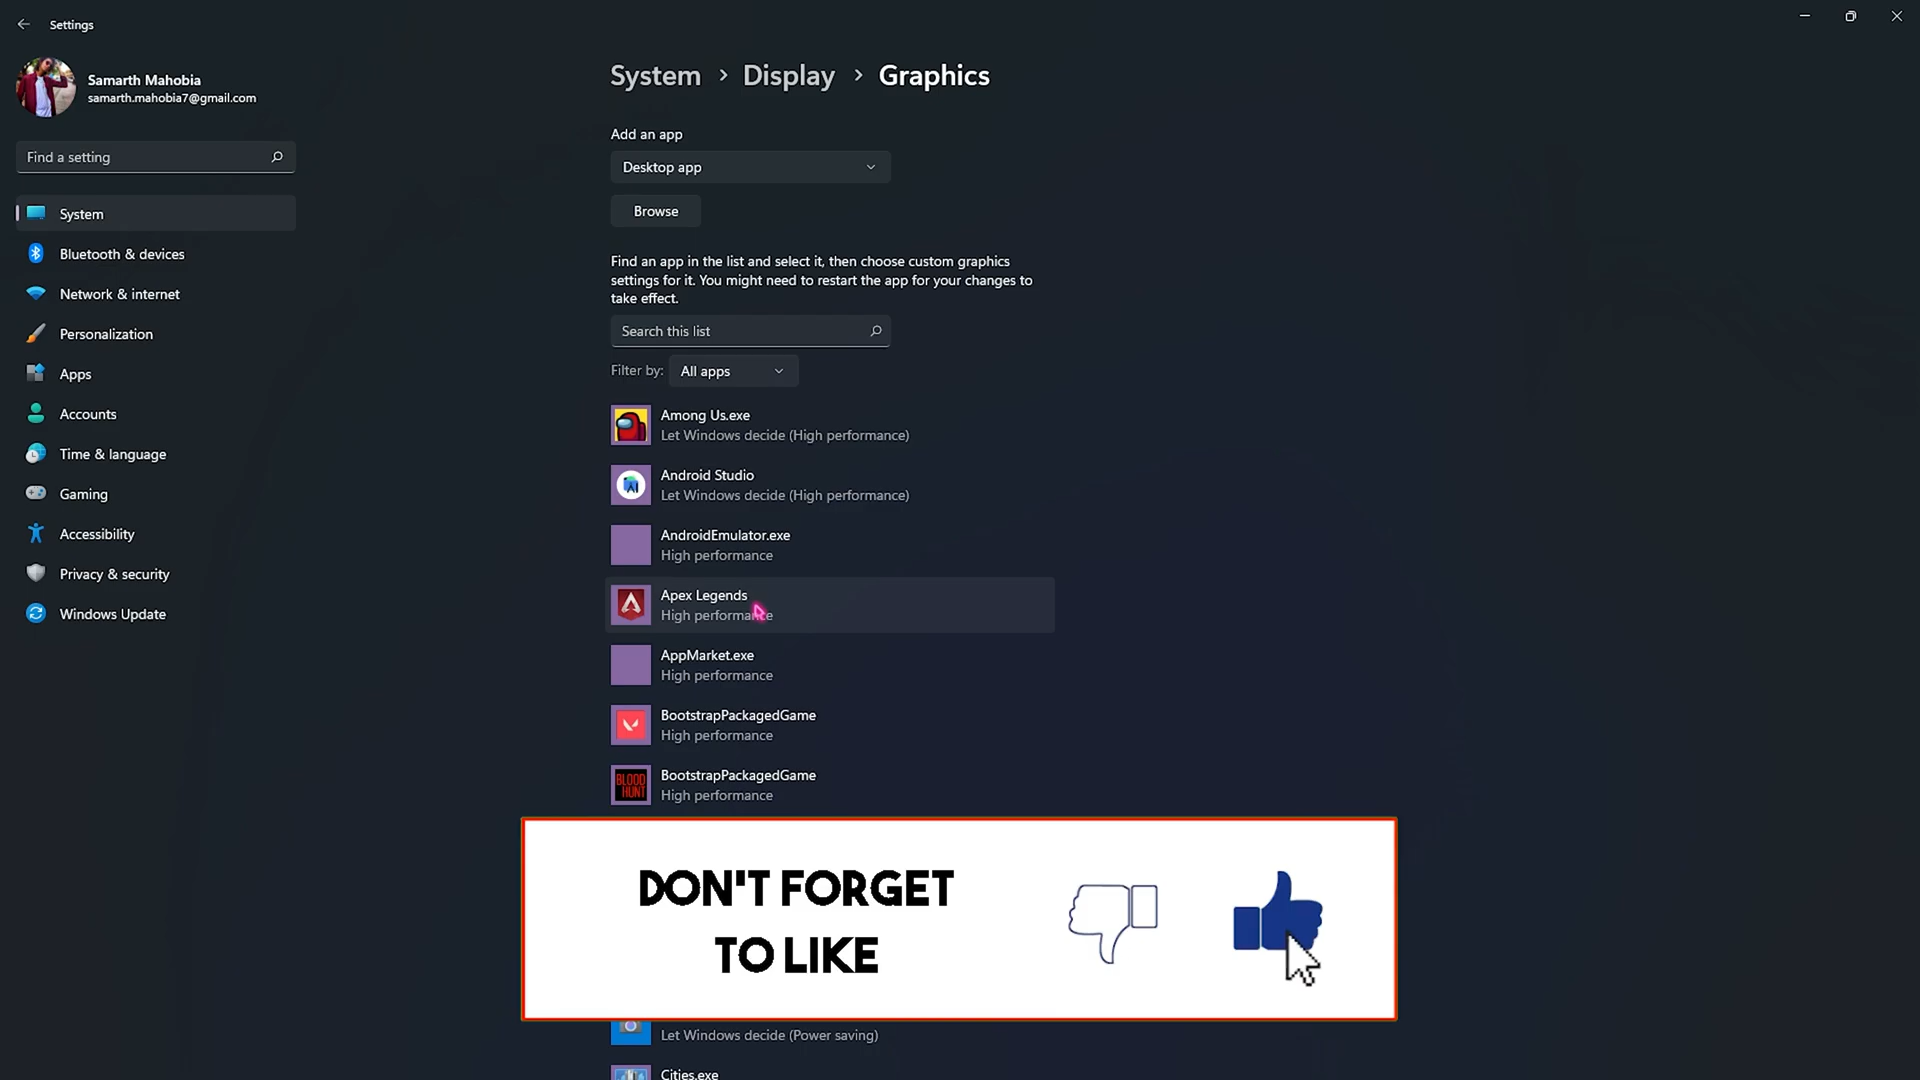 Settings
Samarth Mahobia
samarth.mahobia7@gmail.com
Find a setting
System
Bluetooth & devices
Network & internet
Personalization
Apps
Accounts
Time & language
Gaming
Accessibility
Privacy & security
Windows Update
System > Display > Graphics
Add an app
Desktop app
Browse
Find an app in the list and select it, then choose custom graphics
settings for it. You might need to restart the app for your changes to
take effect.
Search this list
Filter by: All apps
Among Us.exe
Let Windows decide (High performance)
Android Studio
Let Windows decide (High performance)
AndroidEmulator.exe
High performance
Apex Legends
High performance
AppMarket.exe
High performance
BootstrapPackagedGame
High performance
BLOOD
HUNT
BootstrapPackagedGame
High performance
DON'T FORGET
TO LIKE
Let Windows decide (Power saving)
Cities.exe